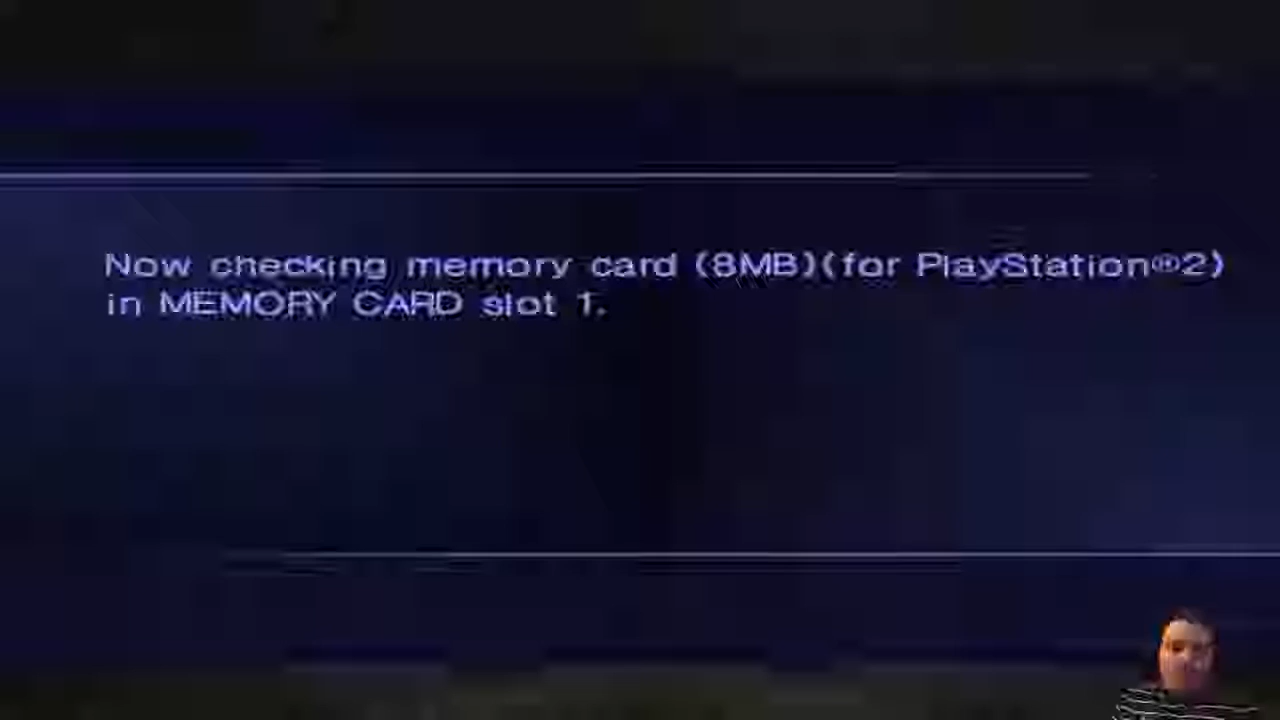 Now checking memory card (8MB)(for PlayStation®2)
in MEMORY CARD slot 1.